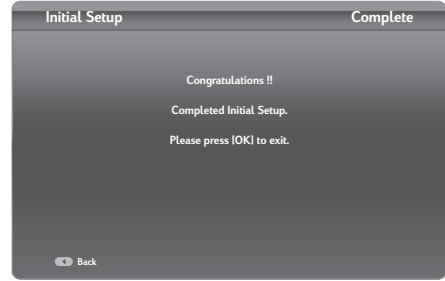 Initial Setup Complete
Congratulations !!
Completed Initial Setup.
Please press [OK] to exit.
Back